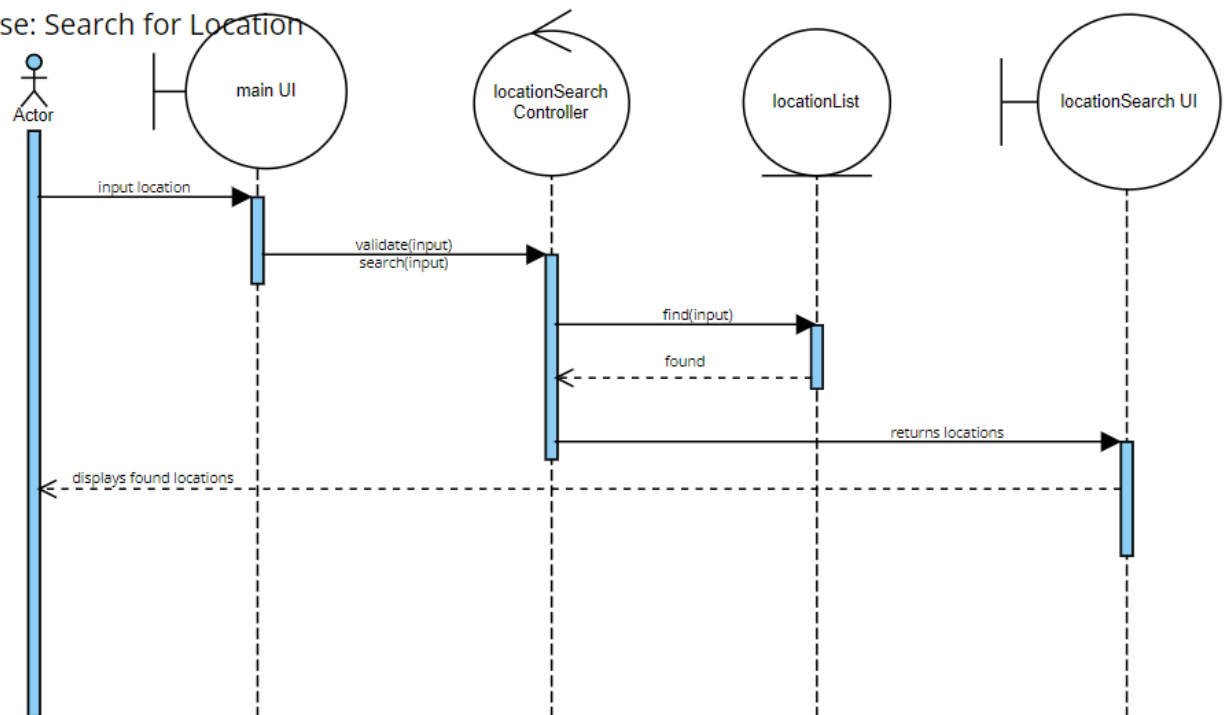 se: Search for Location
Actor
main UI
locationSearch
Controller
locationList
locationSearch UI
input location
validate(input)
search(input)
find(input)
found
returns locations
displays found locations